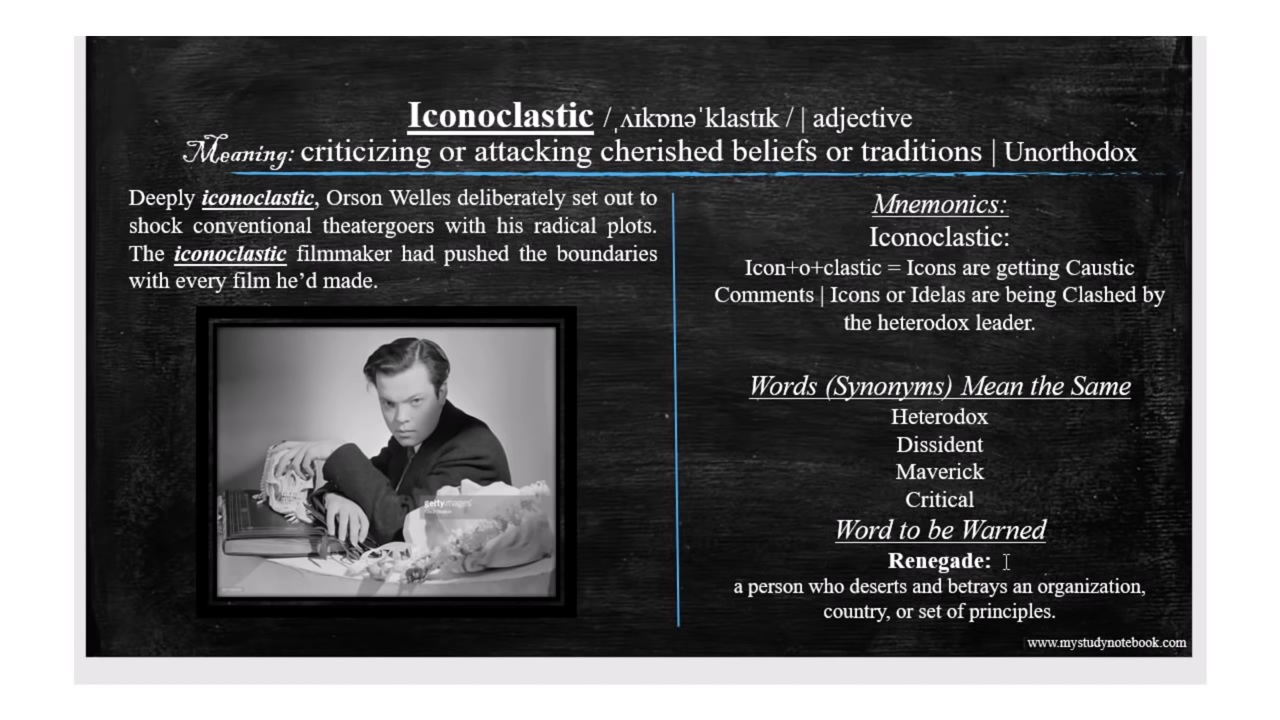 Iconoclastic /ˌʌɪkɒnəˈklastɪk / | adjective
Meaning: criticizing or attacking cherished beliefs or traditions | Unorthodox
Deeply iconoclastic, Orson Welles deliberately set out to
shock conventional theatergoers with his radical plots.
The iconoclastic filmmaker had pushed the boundaries
with every film he’d made.
gettyimages
Mnemonics:
Iconoclastic:
Icon+o+clastic = Icons are getting Caustic
Comments | Icons or Idelas are being Clashed by
the heterodox leader.
Words (Synonyms) Mean the Same
Heterodox
Dissident
Maverick
Critical
Word to be Warned
Renegade:
a person who deserts and betrays an organization,
country, or set of principles.
www.mystudynotebook.com